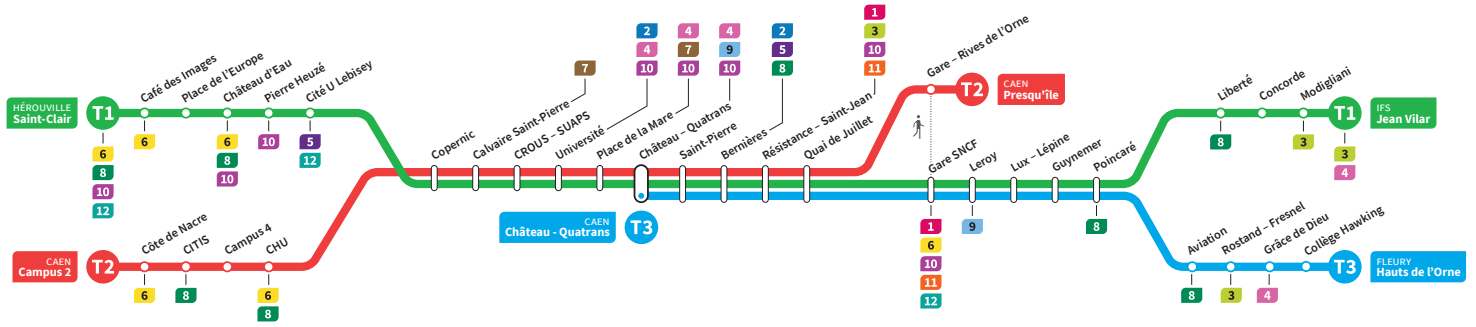 HÉROUVILLE
Saint-Clair
T1
6
8
10
12
Café des Images
6
Place de l'Europe
Château d'Eau
6
8
10
Pierre Heuzé
10
Cité U Lebisey
5
12
CAEN
Campus 2
T2
Côte de Nacre
6
CITIS
8
Campus 4
CHU
6
8
Copernic
Calvaire Saint-Pierre
7
CROUS – SUAPS
Université
2
4
10
Place de la Mare
4
7
10
Château – Quatrans
4
9
10
CAEN
Château - Quatrans
T3
Saint-Pierre
Bernières
2
5
8
Résistance – Saint-Jean
1
3
10
11
Quai de Juillet
Gare – Rives de l'Orne
T2
CAEN
Presqu'île
Gare SNCF
1
6
10
11
12
Leroy
9
Lux – Lépine
Guynemer
Poincaré
8
Liberté
8
Concorde
Modigliani
3
T1
3
4
IFS
Jean Vilar
Aviation
8
Rostand – Fresnel
3
Grâce de Dieu
4
Collège Hawking
T3
FLEURY
Hauts de l'Orne